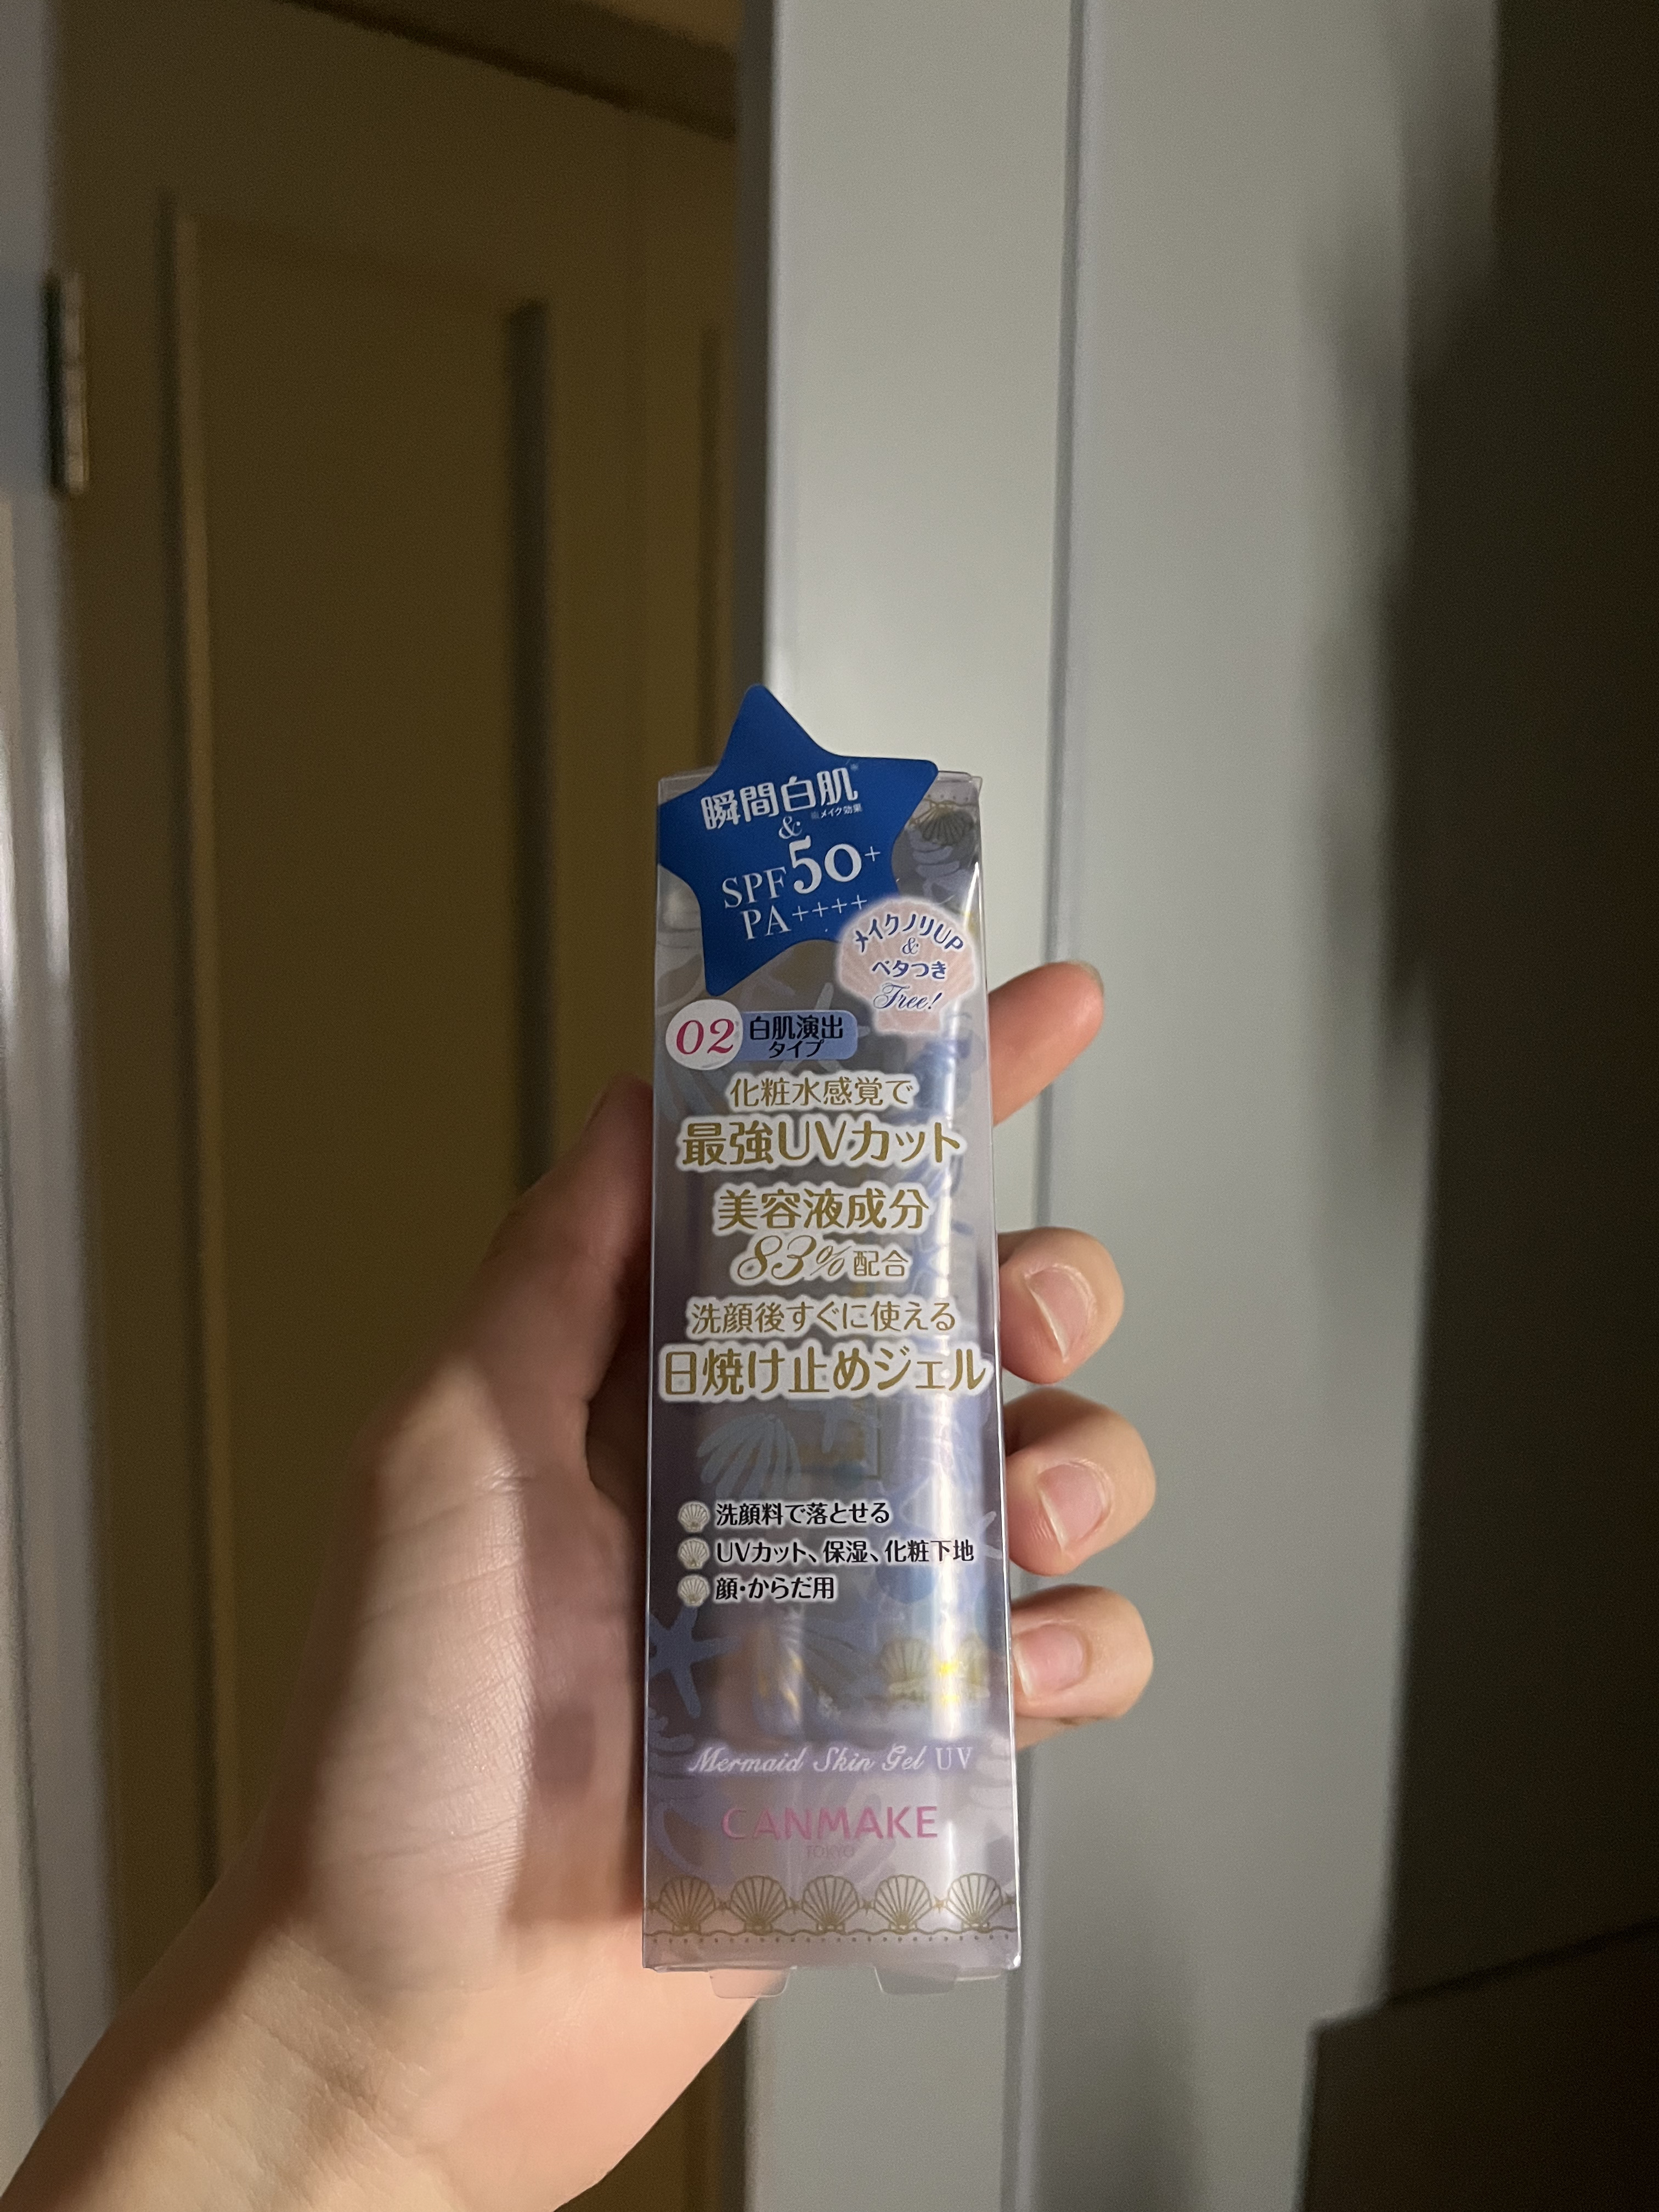 瞬間白肌※
※メイク効果
&
SPF50+
PA++++
メイクノリUP
&
ベタつき
Free!
02 白肌演出
タイプ
化粧水感覚で
最強UVカット
美容液成分
83%配合
洗顔後すぐに使える
日焼け止めジェル
洗顔料で落とせる
UVカット、保湿、化粧下地
顔・からだ用
Mermaid Skin Gel UV
CANMAKE
TOKYO